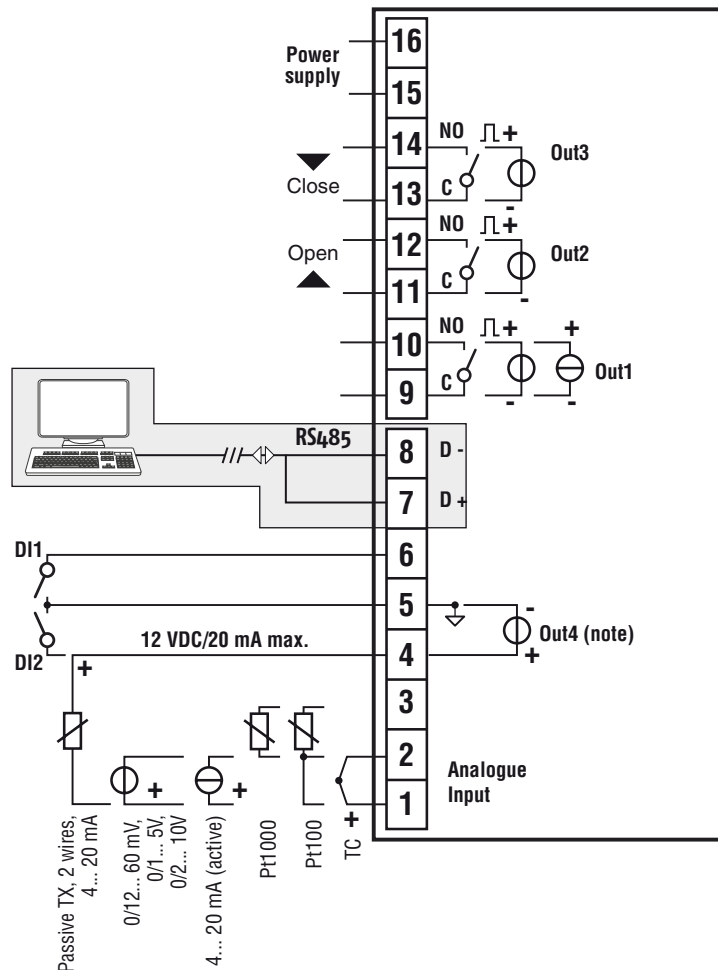 Power
supply
16
15
14 NO + Out3
Close
13 C -
12 NO + Out2
Open
11 C -
10 NO + +
Out1
9 C - -
RS485
8 D -
7 D +
DI1
6
5 -
Out4 (note)
12 VDC/20 mA max.
4 +
DI2
+
3
2
Analogue
Input
1
+ + +
Passive TX, 2 wires,
4... 20 mA
0/12... 60 mV,
0/1... 5V,
0/2... 10V
4... 20 mA (active)
Pt1000
Pt100
TC